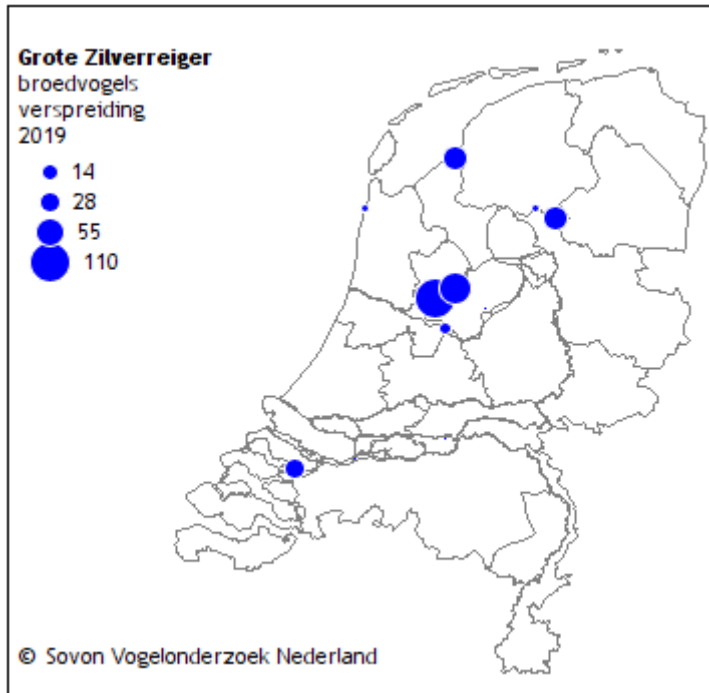 Grote Zilverreiger
broedvogels
verspreiding
2019
14
28
55
110
© Sovon Vogelonderzoek Nederland